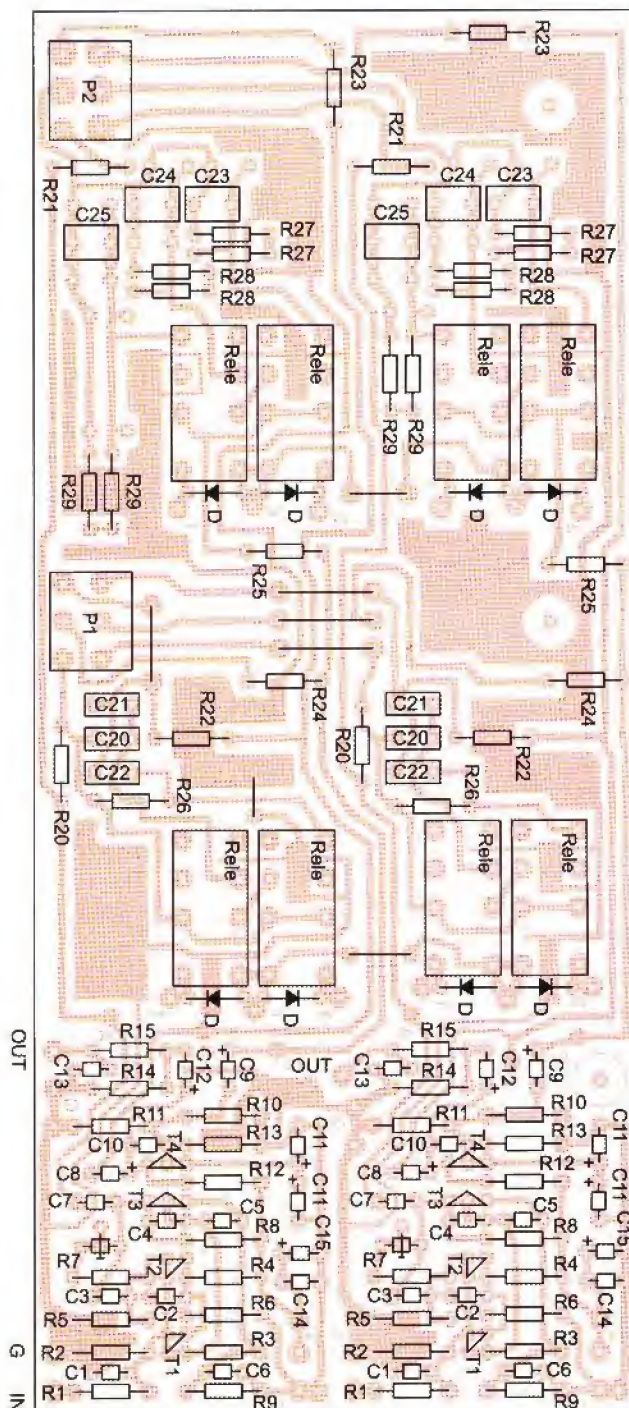 R23
P2
R23
R21
R21
C24
C23
C24
C23
C25
C25
R27
R27
R27
R27
R28
R28
R28
R28
Rele
Rele
Rele
Rele
R29
R29
R29
R29
D
D
D
D
R25
R25
P1
R24
R24
C21
C21
R22
R20
C20
C20
R22
C22
C22
R26
R26
R20
Rele
Rele
Rele
Rele
D
D
D
D
OUT
R15
R15
C13
C12
C9
OUT
C13
C12
C9
R14
+
+
R14
+
+
R11
R10
R11
R10
C10
T4
R13
C11
C10
T4
R13
C11
C8
+
R12
+
C8
+
R12
+
C7
T3
C5
C11
C15
C7
T3
C5
C11
C15
C4
R8
+
C4
R8
+
R7
T2
R4
R7
T2
R4
C3
C2
R6
C14
C3
C2
R6
C14
R5
R5
G
R2
T1
R3
R2
T1
R3
C1
C6
C1
C6
IN
R1
R9
R1
R9